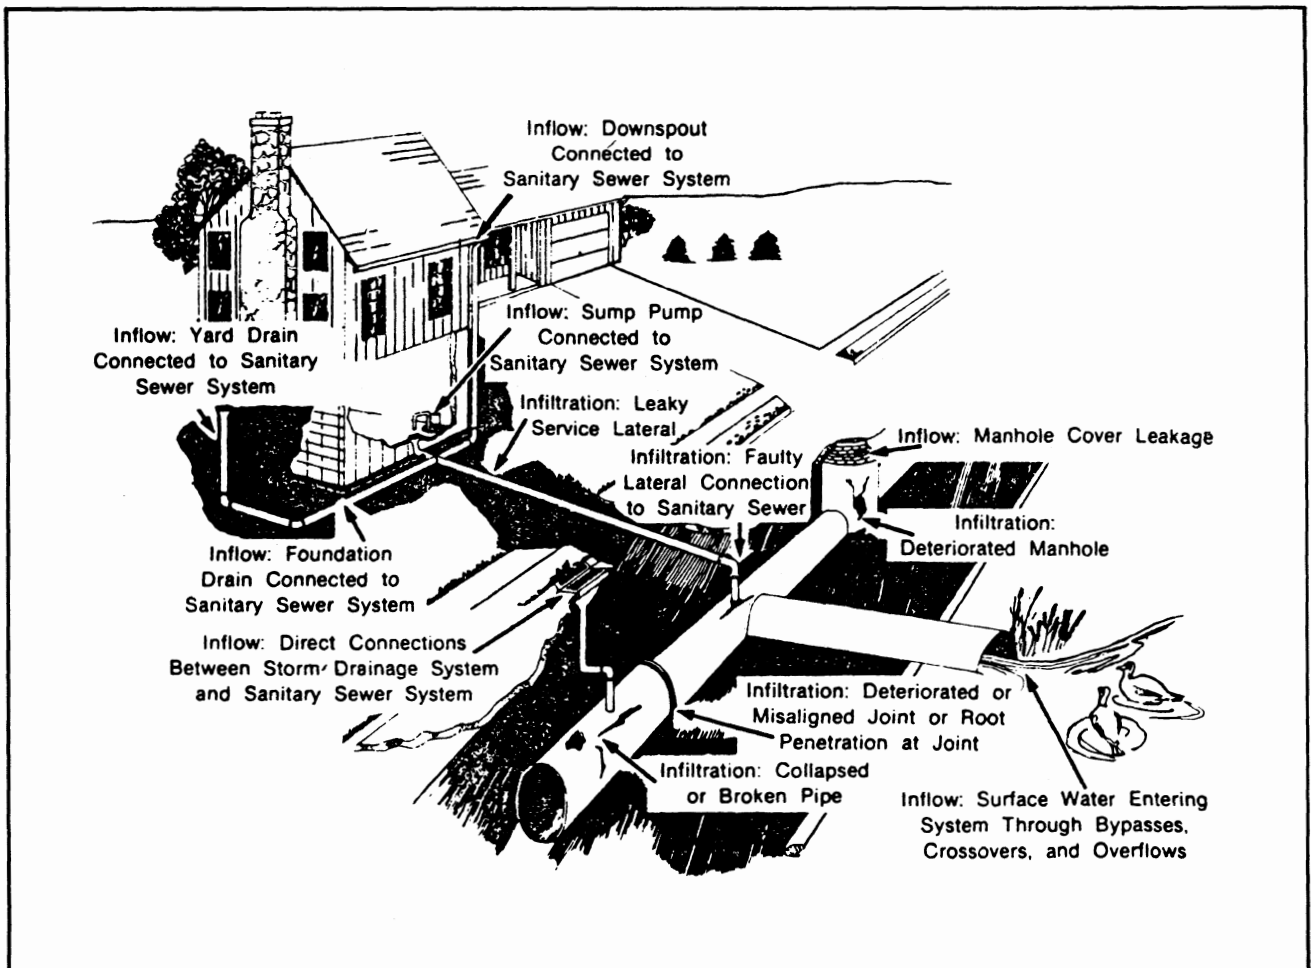 Inflow: Downspout
Connected to
Sanitary Sewer System
Inflow: Sump Pump
Connected to
Sanitary Sewer System
Inflow: Yard Drain
Connected to Sanitary
Sewer System
Infiltration: Leaky
Service Lateral
Inflow: Manhole Cover Leakage
Infiltration: Faulty
Lateral Connection
to Sanitary Sewer
Infiltration:
Deteriorated Manhole
Inflow: Foundation
Drain Connected to
Sanitary Sewer System
Inflow: Direct Connections
Between Storm Drainage System
and Sanitary Sewer System
Infiltration: Deteriorated or
Misaligned Joint or Root
Penetration at Joint
Infiltration: Collapsed
or Broken Pipe
Inflow: Surface Water Entering
System Through Bypasses,
Crossovers, and Overflows